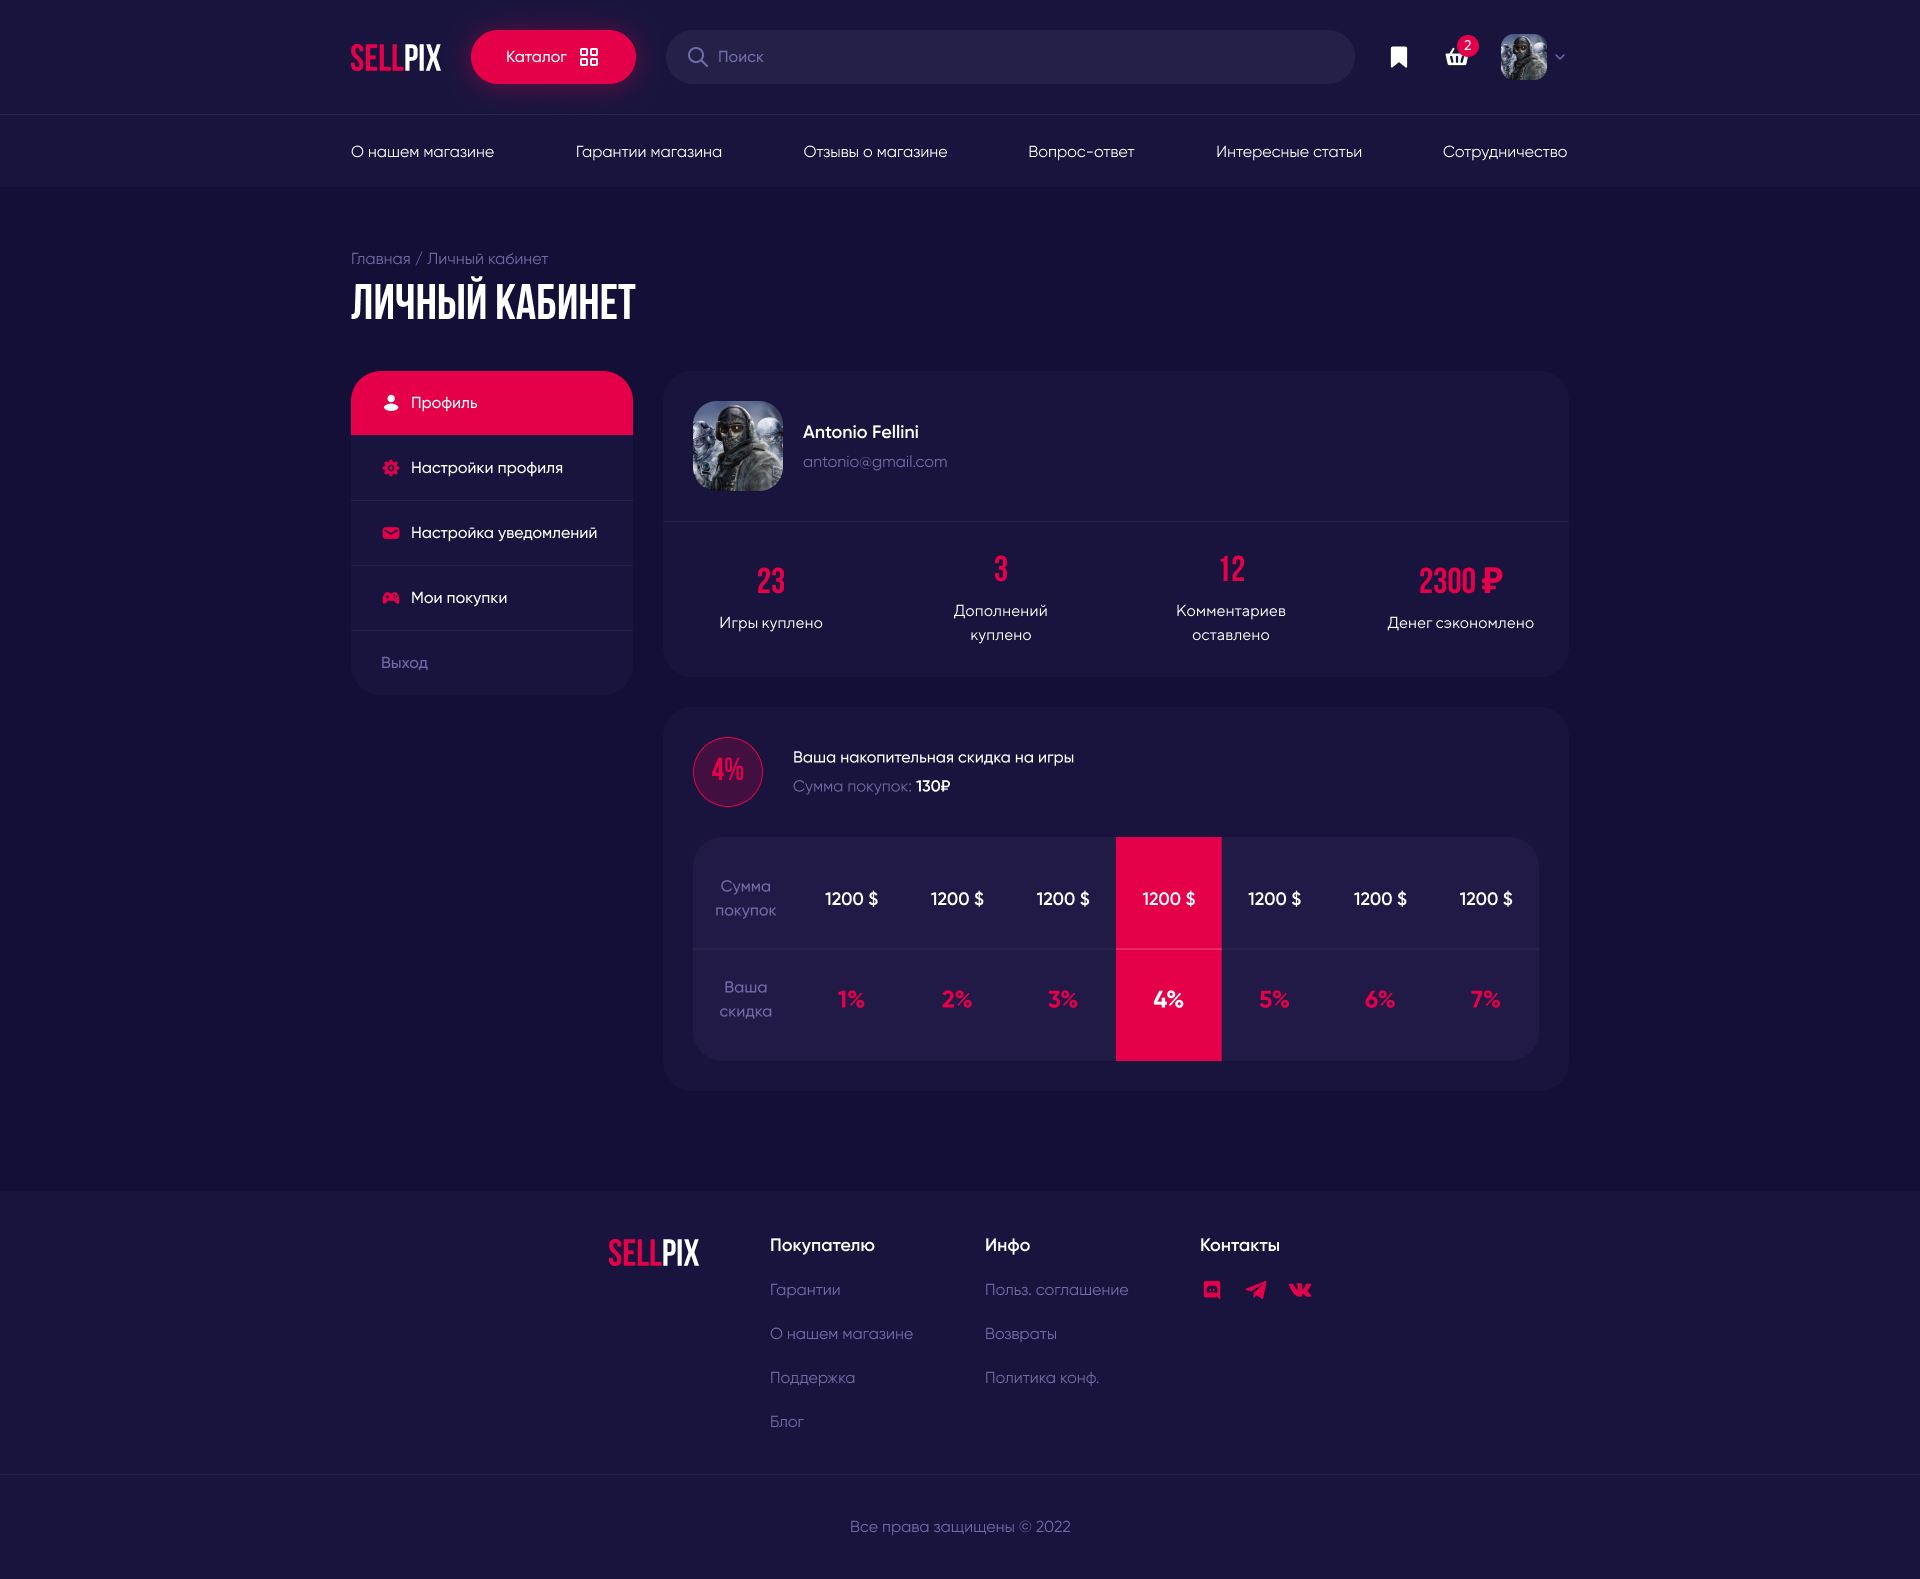 SELLPIX
Каталог
Поиск
2
О нашем магазине
Гарантии магазина
Отзывы о магазине
Вопрос-ответ
Интересные статьи
Сотрудничество
Главная / Личный кабинет
ЛИЧНЫЙ КАБИНЕТ
Профиль
Настройки профиля
Настройка уведомлений
Мои покупки
Выход
Antonio Fellini
antonio@gmail.com
23
Игры куплено
3
Дополнений
куплено
12
Комментариев
оставлено
2300 ₽
Денег сэкономлено
4%
Ваша накопительная скидка на игры
Сумма покупок: 130₽
Сумма
покупок
1200 $
1200 $
1200 $
1200 $
1200 $
1200 $
1200 $
Ваша
скидка
1%
2%
3%
4%
5%
6%
7%
SELLPIX
Покупателю
Гарантии
О нашем магазине
Поддержка
Блог
Инфо
Польз. соглашение
Возвраты
Политика конф.
Контакты
Все права защищены © 2022